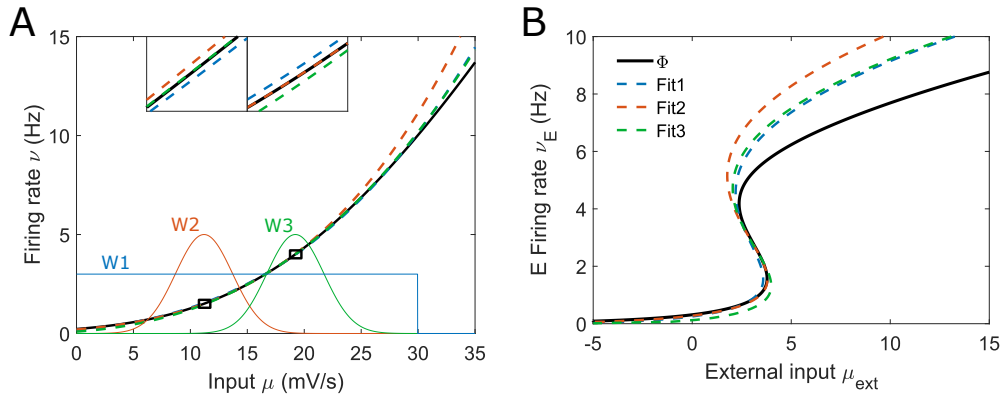 A
15
10
5
0
Firing rate ν (Hz)
W1
W2
W3
0 5 10 15 20 25 30 35
Input μ (mV/s)
B
10
8
6
4
2
0
E Firing rate ν_E (Hz)
Φ
Fit1
Fit2
Fit3
-5 0 5 10 15
External input μ_ext